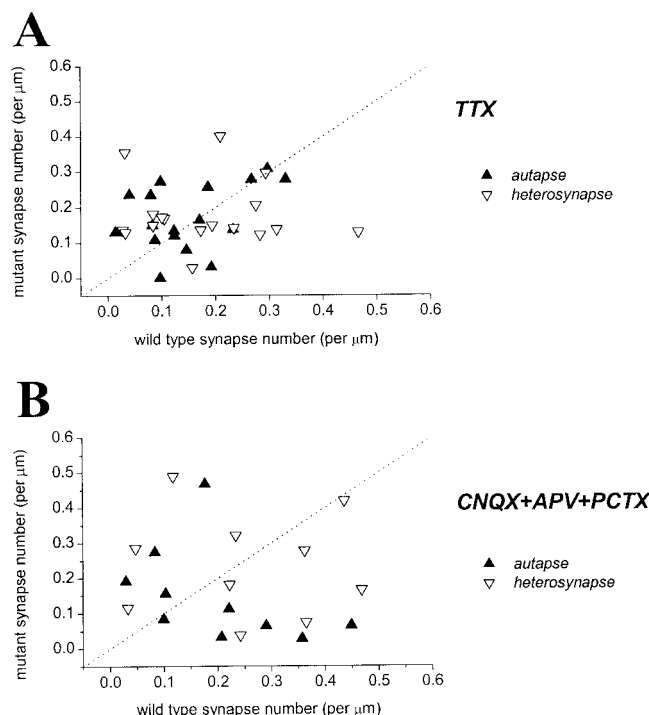 A
0.6
0.5
0.4
0.3
0.2
0.1
0.0
mutant synapse number (per μm)
0.0 0.1 0.2 0.3 0.4 0.5 0.6
wild type synapse number (per μm)
TTX
autapse
heterosynapse
B
0.6
0.5
0.4
0.3
0.2
0.1
0.0
mutant synapse number (per μm)
0.0 0.1 0.2 0.3 0.4 0.5 0.6
wild type synapse number (per μm)
CNQX+APV+PCTX
autapse
heterosynapse